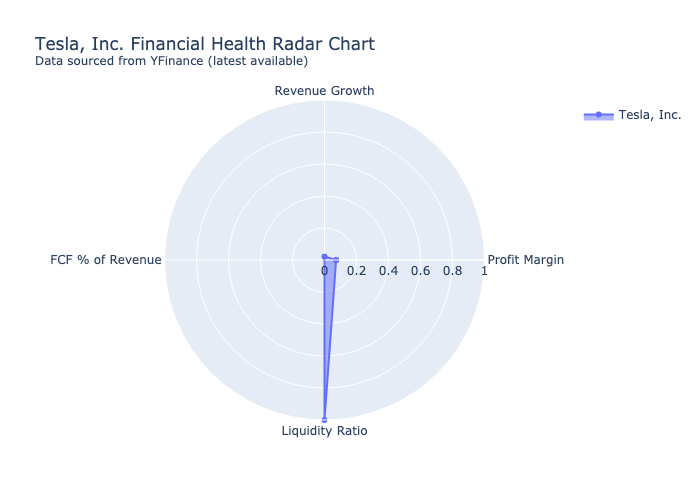 Tesla, Inc. Financial Health Radar Chart
Data sourced from YFinance (latest available)
Revenue Growth
Tesla, Inc.
FCF % of Revenue
Profit Margin
0 0.2 0.4 0.6 0.8 1
Liquidity Ratio